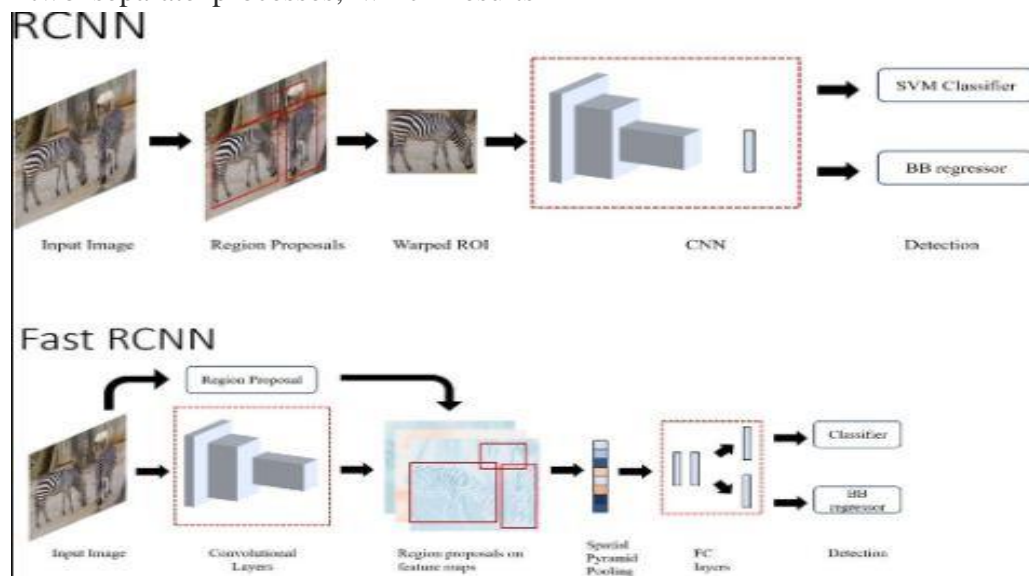 RCNN
SVM Classifier
BB regressor
Input Image
Region Proposals
Warped ROI
CNN
Detection
Fast RCNN
Region Proposal
Classifier
BB
regressor
Input Image
Convolutional
Layers
Region proposals on
feature maps
Spatial
Pyramid
Pooling
FC
layers
Detection